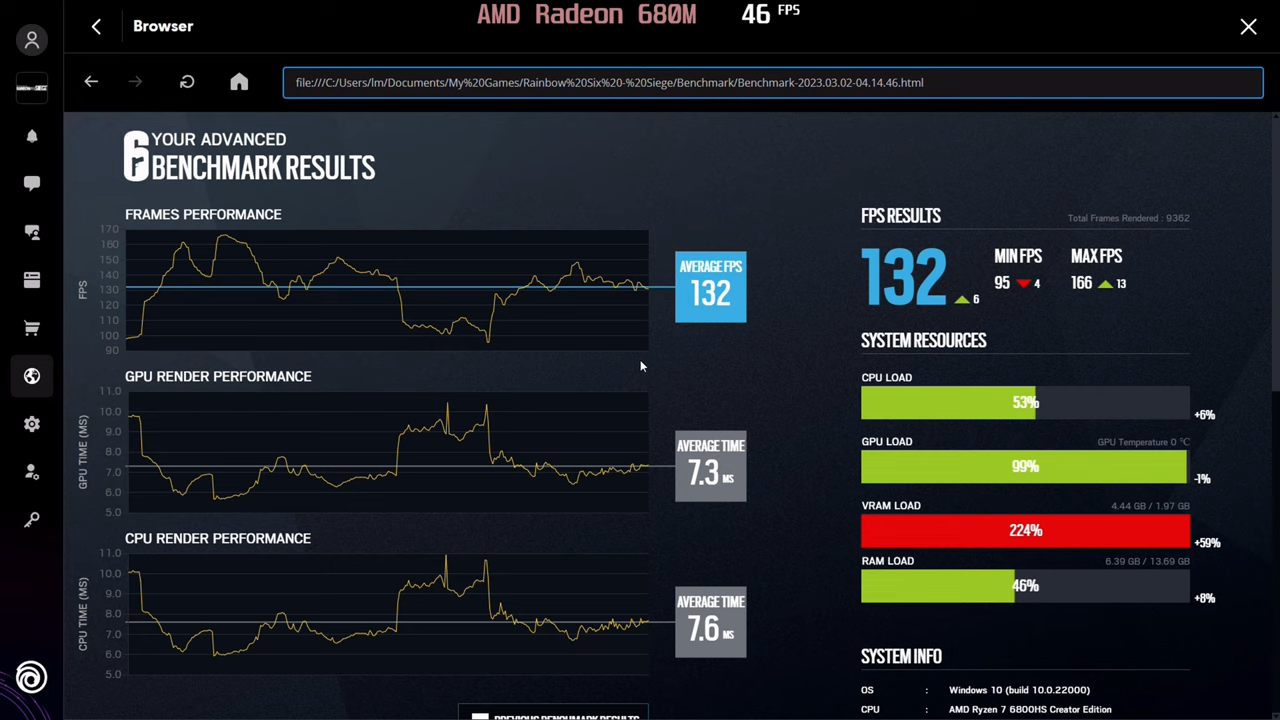 AMD Radeon 680M 46 FPS
Browser
file:///C:/Users/lm/Documents/My%20Games/Rainbow%20Six%20-%20Siege/Benchmark/Benchmark-2023.03.02-04.14.46.html
6 YOUR ADVANCED
BENCHMARK RESULTS
FRAMES PERFORMANCE
170
160
150
140
130
120
110
100
90
FPS
AVERAGE FPS
132
GPU RENDER PERFORMANCE
11.0
10.0
9.0
8.0
7.0
6.0
5.0
GPU TIME (MS)
AVERAGE TIME
7.3 MS
CPU RENDER PERFORMANCE
11.0
10.0
9.0
8.0
7.0
6.0
5.0
CPU TIME (MS)
AVERAGE TIME
7.6 MS
PREVIOUS BENCHMARK RESULTS
FPS RESULTS
Total Frames Rendered : 9362
132 6
MIN FPS
95 4
MAX FPS
166 13
SYSTEM RESOURCES
CPU LOAD
53%
+6%
GPU LOAD GPU Temperature 0 °C
99%
-1%
VRAM LOAD 4.44 GB / 1.97 GB
224%
+59%
RAM LOAD 6.39 GB / 13.69 GB
46%
+8%
SYSTEM INFO
OS : Windows 10 (build 10.0.22000)
CPU : AMD Ryzen 7 6800HS Creator Edition